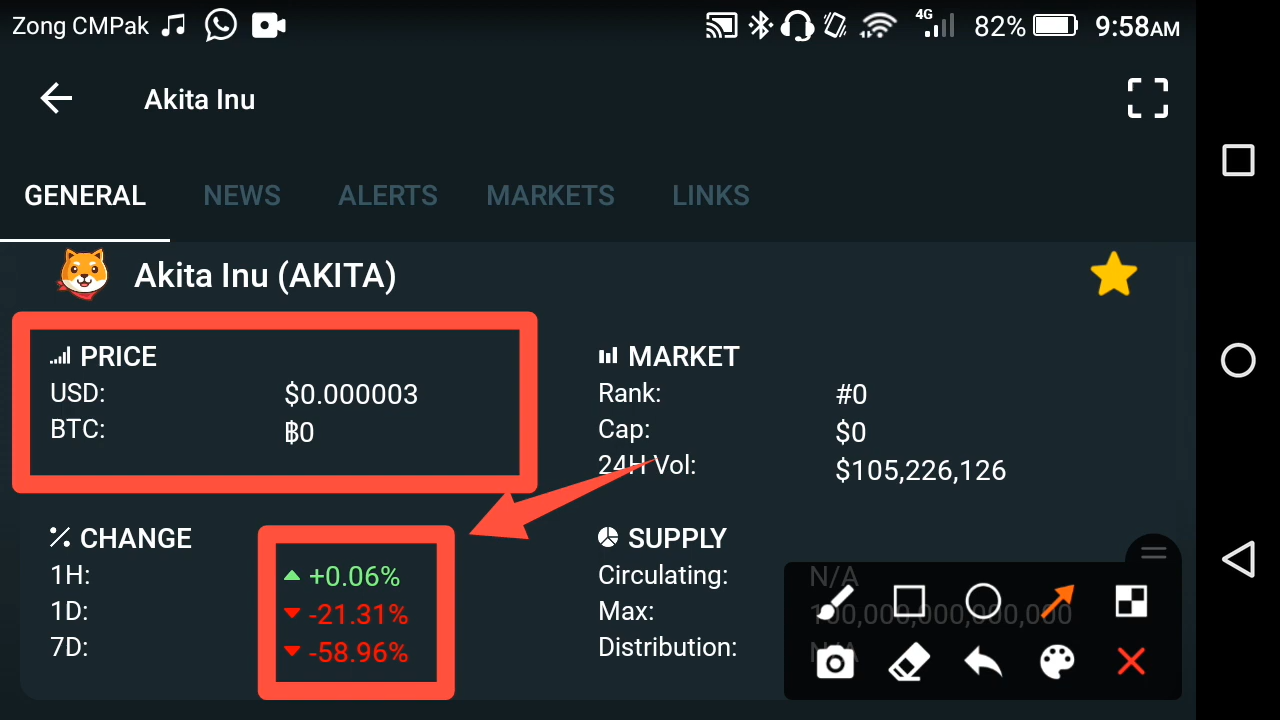 Zong CMPak 4G 82% 9:58AM
Akita Inu
GENERAL NEWS ALERTS MARKETS LINKS
Akita Inu (AKITA)
PRICE
USD: $0.000003
BTC: ฿0
MARKET
Rank: #0
Cap: $0
24H Vol: $105,226,126
CHANGE
1H: +0.06%
1D: -21.31%
7D: -58.96%
SUPPLY
Circulating: N/A
Max: 100,000,000,000,000
Distribution: N/A